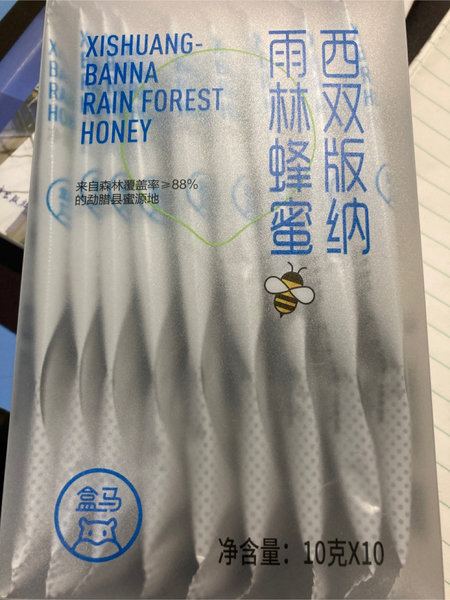 XISHUANG-
BANNA
RAIN FOREST
HONEY
西双版纳
雨林蜂蜜
来自森林覆盖率≥88%
的勐腊县蜜源地
盒马
净含量：10克X10